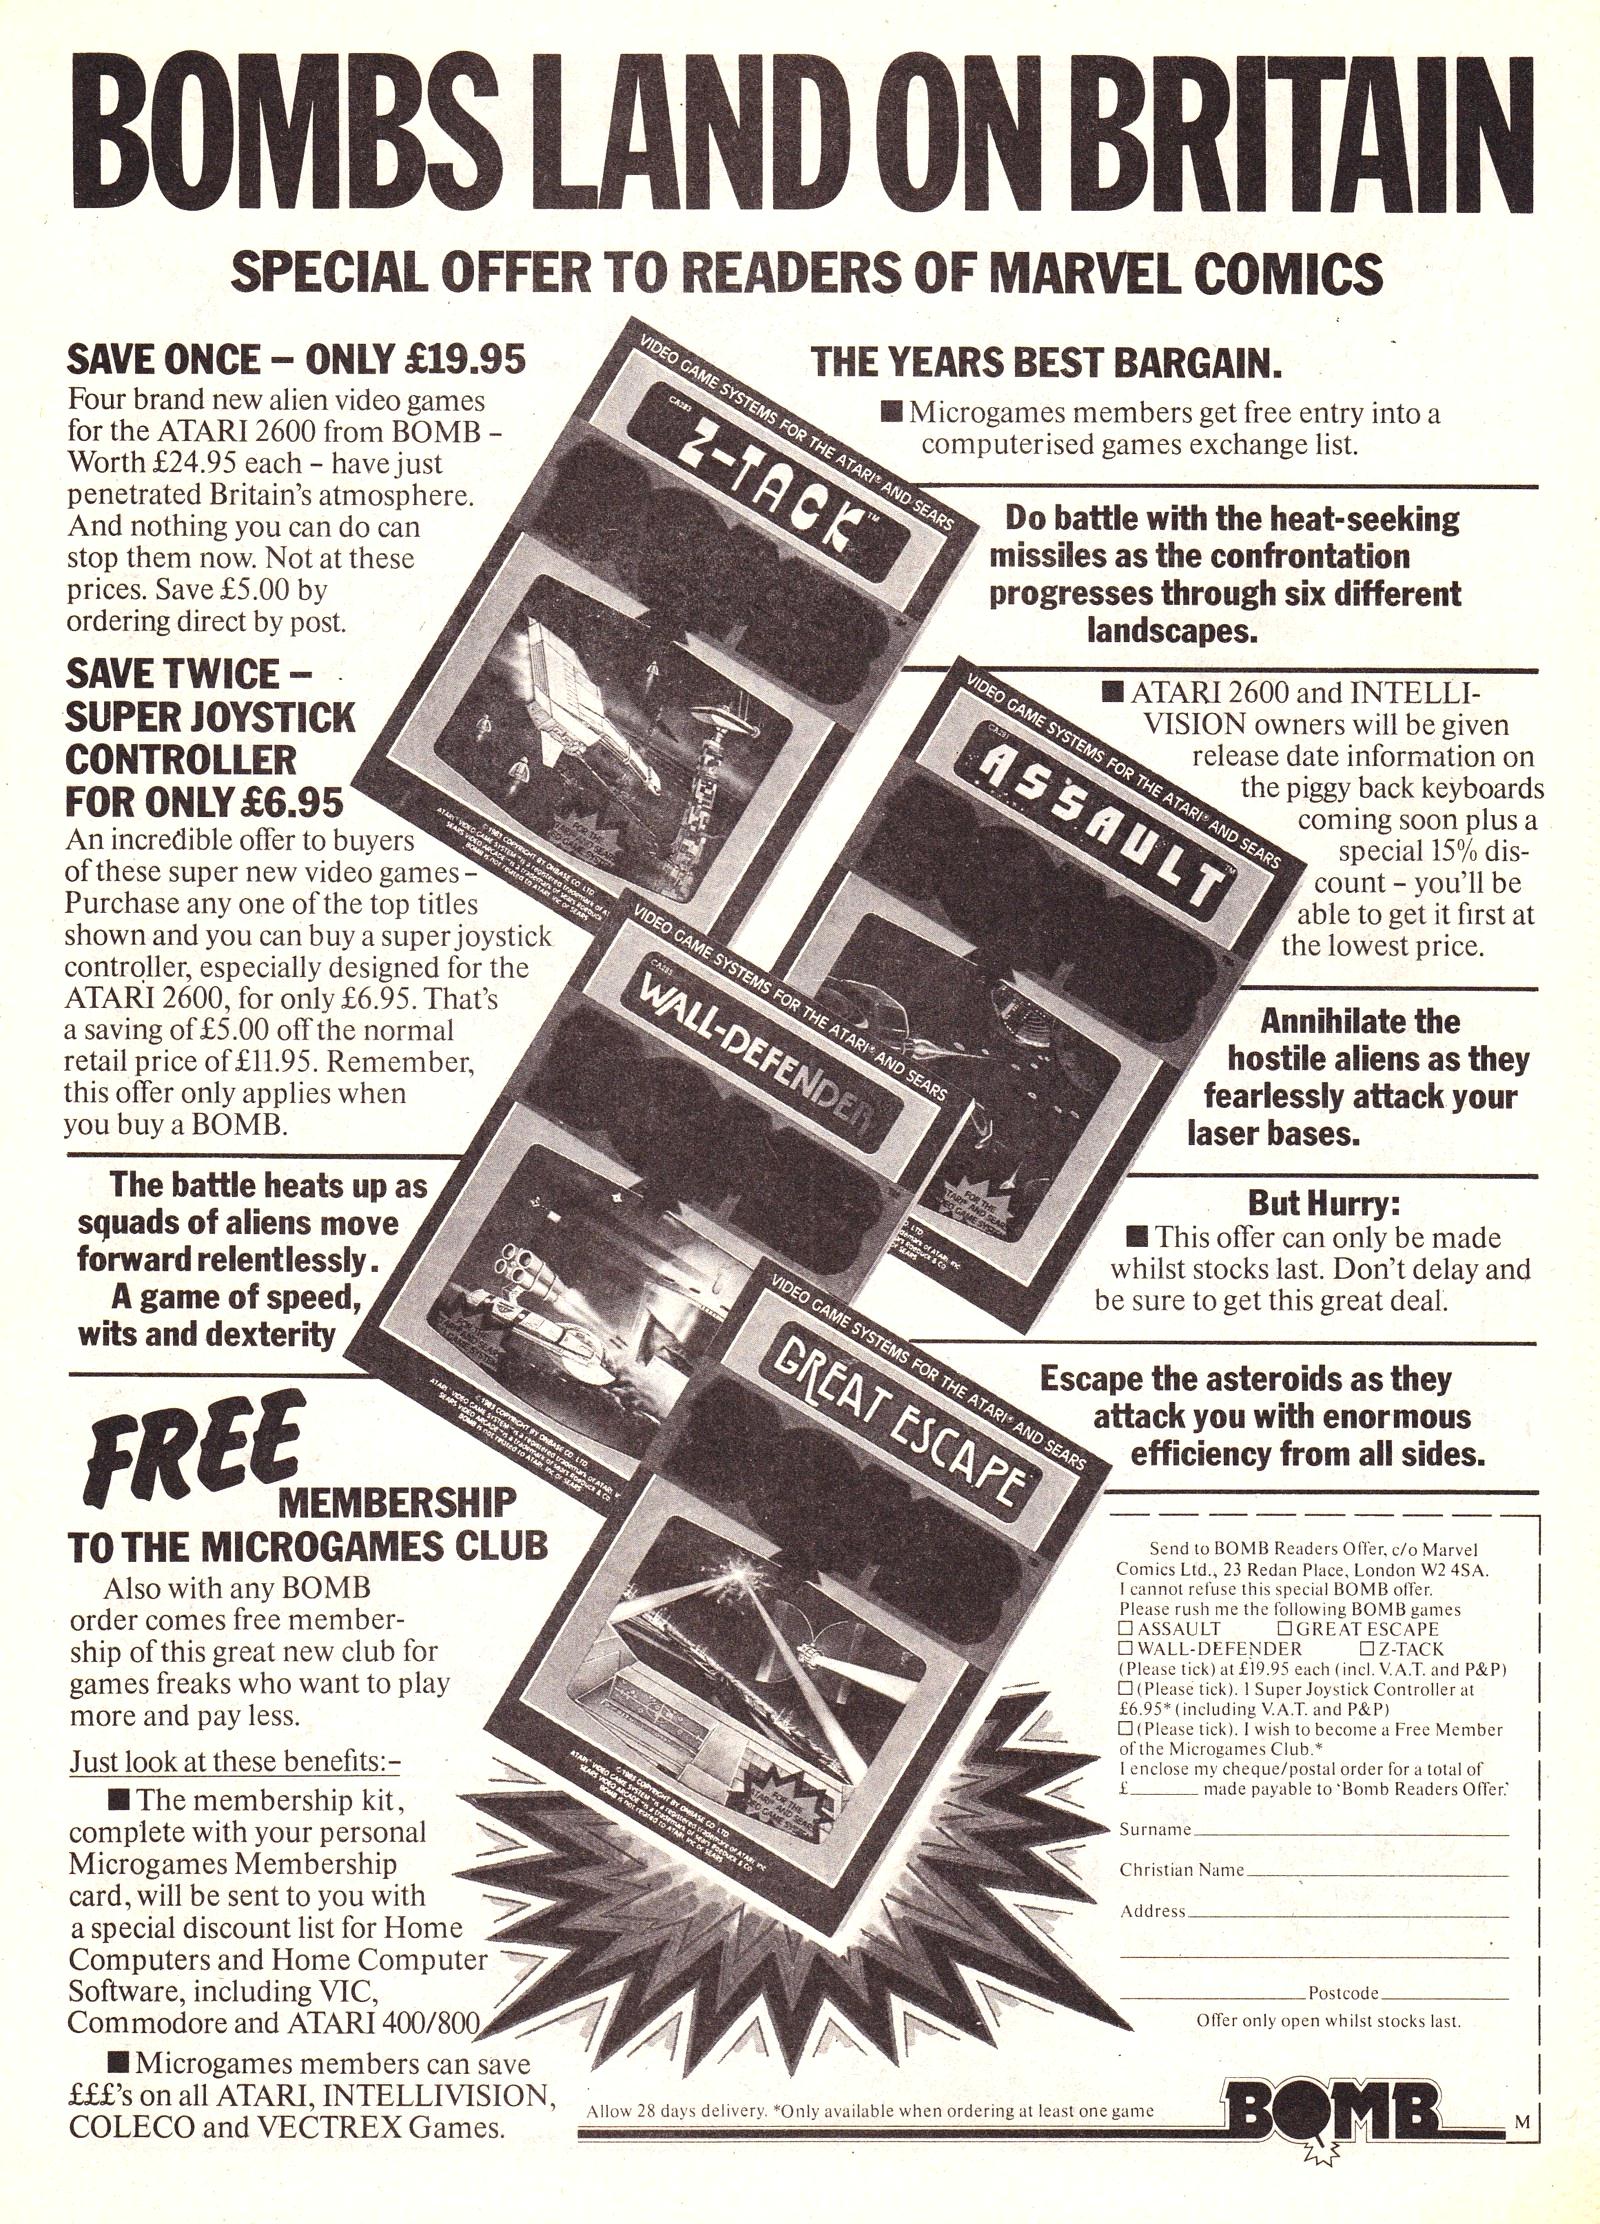 BOMBS LAND ON BRITAIN
SPECIAL OFFER TO READERS OF MARVEL COMICS
SAVE ONCE – ONLY £19.95
Four brand new alien video games
for the ATARI 2600 from BOMB –
Worth £24.95 each – have just
penetrated Britain's atmosphere.
And nothing you can do can
stop them now. Not at these
prices. Save £5.00 by
ordering direct by post.
SAVE TWICE –
SUPER JOYSTICK
CONTROLLER
FOR ONLY £6.95
An incredible offer to buyers
of these super new video games –
Purchase any one of the top titles
shown and you can buy a super joystick
controller, especially designed for the
ATARI 2600, for only £6.95. That's
a saving of £5.00 off the normal
retail price of £11.95. Remember,
this offer only applies when
you buy a BOMB.
The battle heats up as
squads of aliens move
forward relentlessly.
A game of speed,
wits and dexterity
FREE
MEMBERSHIP
TO THE MICROGAMES CLUB
Also with any BOMB
order comes free member-
ship of this great new club for
games freaks who want to play
more and pay less.
Just look at these benefits:–
■ The membership kit,
complete with your personal
Microgames Membership
card, will be sent to you with
a special discount list for Home
Computers and Home Computer
Software, including VIC,
Commodore and ATARI 400/800
■ Microgames members can save
£££'s on all ATARI, INTELLIVISION,
COLECO and VECTREX Games.
VIDEO GAME SYSTEMS FOR THE ATARI® AND SEARS
CA283
Z-TACK™
© 1983 COPYRIGHT BY ONBASE CO. LTD.
VIDEO GAME SYSTEMS FOR THE ATARI® AND SEARS
CA281
ASSAULT™
VIDEO GAME SYSTEMS FOR THE ATARI® AND SEARS
CA285
WALL-DEFENDER
© 1983 COPYRIGHT BY ONBASE CO. LTD.
VIDEO GAME SYSTEMS FOR THE ATARI® AND SEARS
GREAT ESCAPE
© 1983 COPYRIGHT BY ONBASE CO. LTD.
THE YEARS BEST BARGAIN.
■ Microgames members get free entry into a
computerised games exchange list.
Do battle with the heat-seeking
missiles as the confrontation
progresses through six different
landscapes.
■ ATARI 2600 and INTELLI-
VISION owners will be given
release date information on
the piggy back keyboards
coming soon plus a
special 15% dis-
count – you'll be
able to get it first at
the lowest price.
Annihilate the
hostile aliens as they
fearlessly attack your
laser bases.
But Hurry:
■ This offer can only be made
whilst stocks last. Don't delay and
be sure to get this great deal.
Escape the asteroids as they
attack you with enormous
efficiency from all sides.
Send to BOMB Readers Offer, c/o Marvel
Comics Ltd., 23 Redan Place, London W2 4SA.
I cannot refuse this special BOMB offer.
Please rush me the following BOMB games
☐ ASSAULT ☐ GREAT ESCAPE
☐ WALL-DEFENDER ☐ Z-TACK
(Please tick) at £19.95 each (incl. V.A.T. and P&P)
☐ (Please tick). 1 Super Joystick Controller at
£6.95* (including V.A.T. and P&P)
☐ (Please tick). I wish to become a Free Member
of the Microgames Club.*
I enclose my cheque/postal order for a total of
£________ made payable to 'Bomb Readers Offer.'
Surname
Christian Name
Address
Postcode
Offer only open whilst stocks last.
Allow 28 days delivery. *Only available when ordering at least one game
BOMB
M